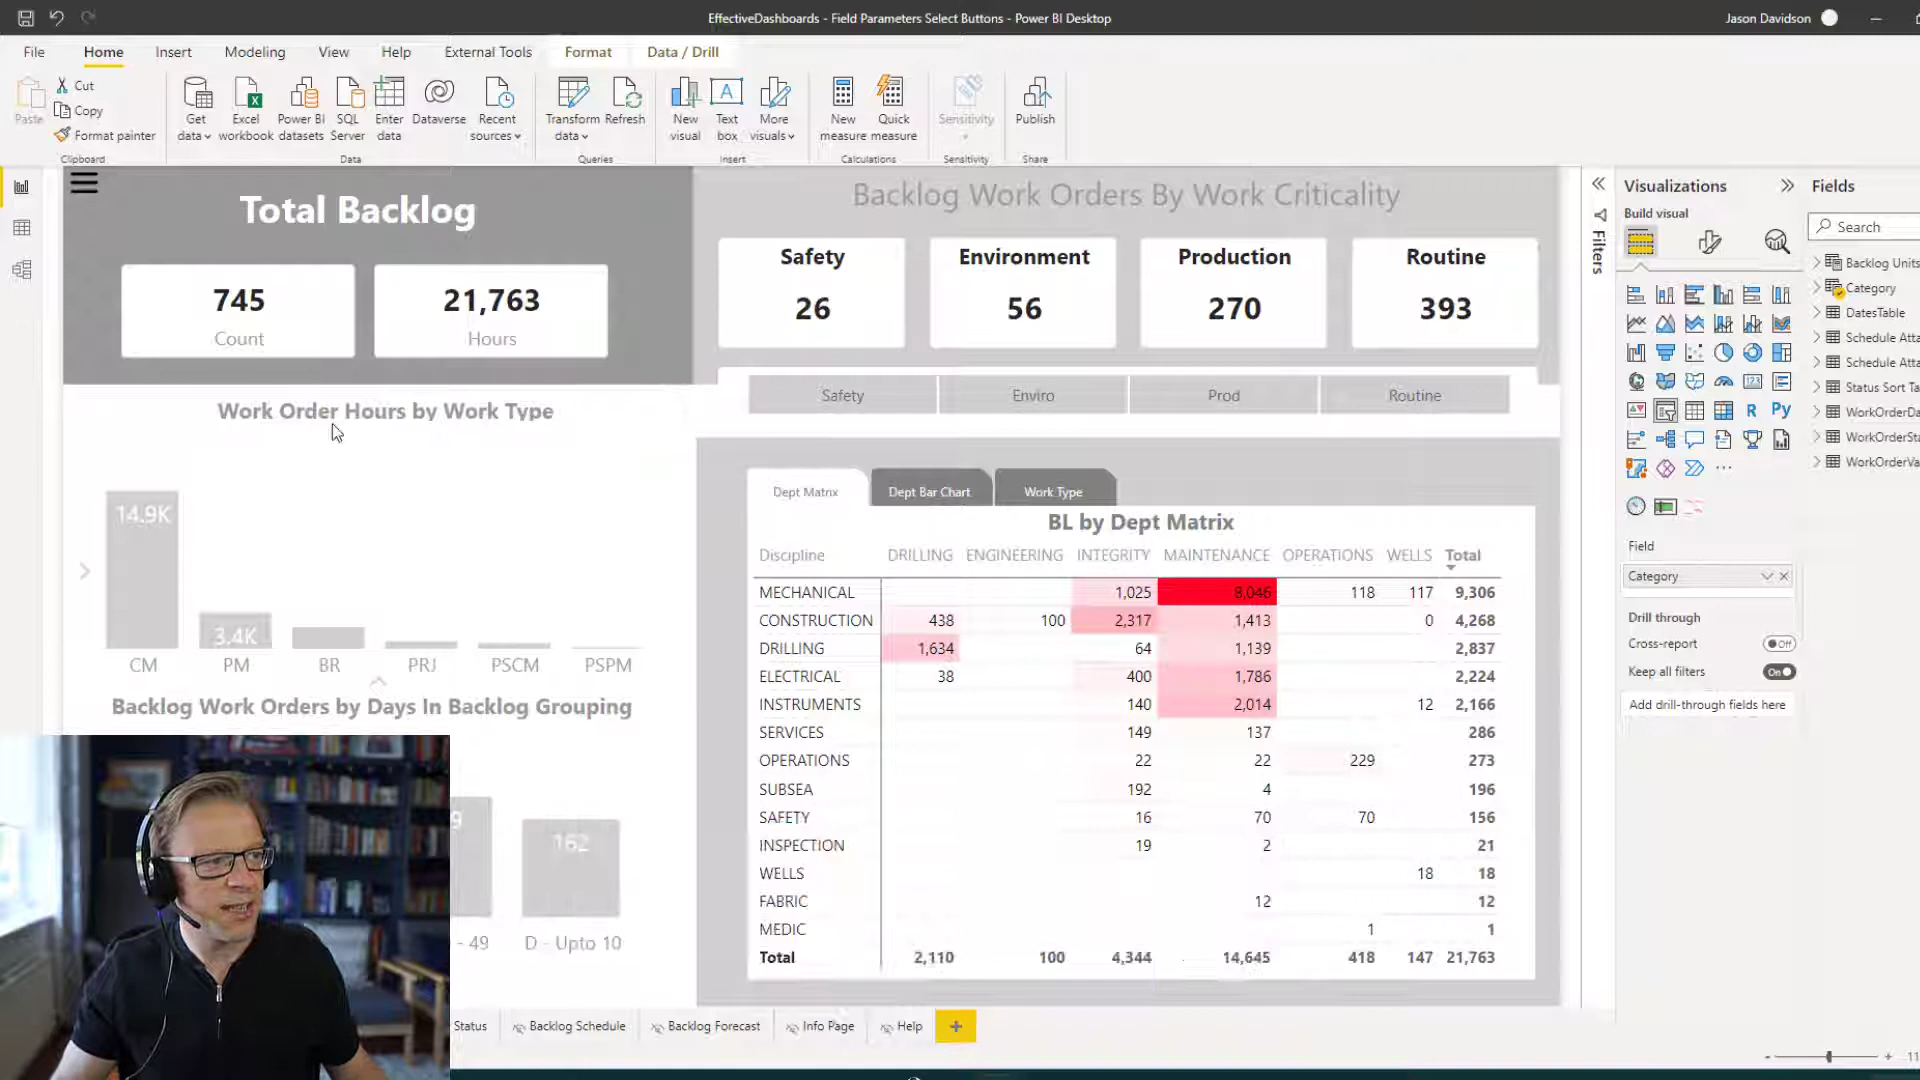 EffectiveDashboards - Field Parameters Select Buttons - Power BI Desktop
Jason Davidson
File Home Insert Modeling View Help External Tools Format Data / Drill
Paste
Cut
Copy
Format painter
Clipboard
Get data
Excel workbook
Power BI datasets
SQL Server
Enter data
Dataverse
Recent sources
Data
Transform data
Refresh
Queries
New visual
Text box
More visuals
Insert
New measure
Quick measure
Calculations
Sensitivity
Sensitivity
Publish
Share
Total Backlog
745
Count
21,763
Hours
Backlog Work Orders By Work Criticality
Safety
26
Environment
56
Production
270
Routine
393
Safety Enviro Prod Routine
Work Order Hours by Work Type
14.9K
3.4K
CM PM BR PRJ PSCM PSPM
Backlog Work Orders by Days In Backlog Grouping
162
- 49 D - Upto 10
Dept Matrix Dept Bar Chart Work Type
BL by Dept Matrix
Discipline DRILLING ENGINEERING INTEGRITY MAINTENANCE OPERATIONS WELLS Total
MECHANICAL 1,025 8,046 118 117 9,306
CONSTRUCTION 438 100 2,317 1,413 0 4,268
DRILLING 1,634 64 1,139 2,837
ELECTRICAL 38 400 1,786 2,224
INSTRUMENTS 140 2,014 12 2,166
SERVICES 149 137 286
OPERATIONS 22 22 229 273
SUBSEA 192 4 196
SAFETY 16 70 70 156
INSPECTION 19 2 21
WELLS 18 18
FABRIC 12 12
MEDIC 1 1
Total 2,110 100 4,344 14,645 418 147 21,763
Status Backlog Schedule Backlog Forecast Info Page Help +
Filters
Visualizations
Build visual
R Py
Field
Category
Drill through
Cross-report Off
Keep all filters On
Add drill-through fields here
Fields
Search
Backlog Units
Category
DatesTable
Schedule Atta
Schedule Atta
Status Sort Ta
WorkOrderDa
WorkOrderSta
WorkOrderVa
- + 11